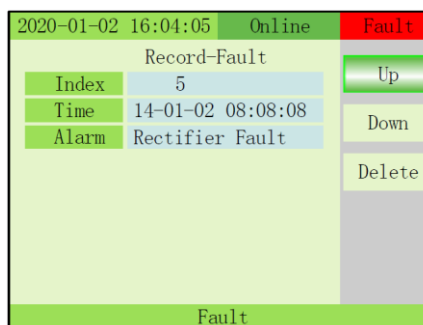 2020-01-02 16:04:05 Online Fault
Record-Fault
Up
Index 5
Time 14-01-02 08:08:08
Down
Alarm Rectifier Fault
Delete
Fault